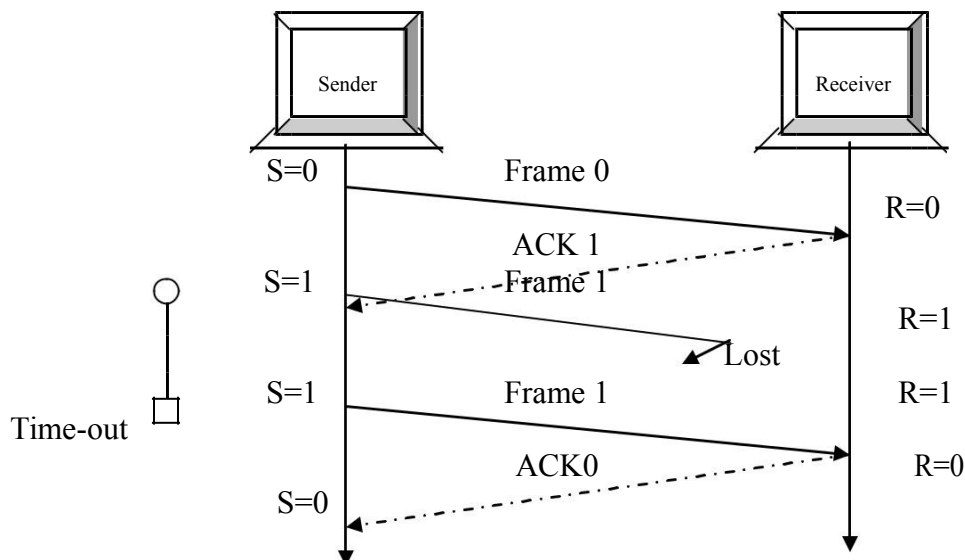 Sender
Receiver
S=0
Frame 0
R=0
ACK 1
S=1
Frame 1
R=1
Lost
S=1
Frame 1
R=1
Time-out
ACK0
R=0
S=0